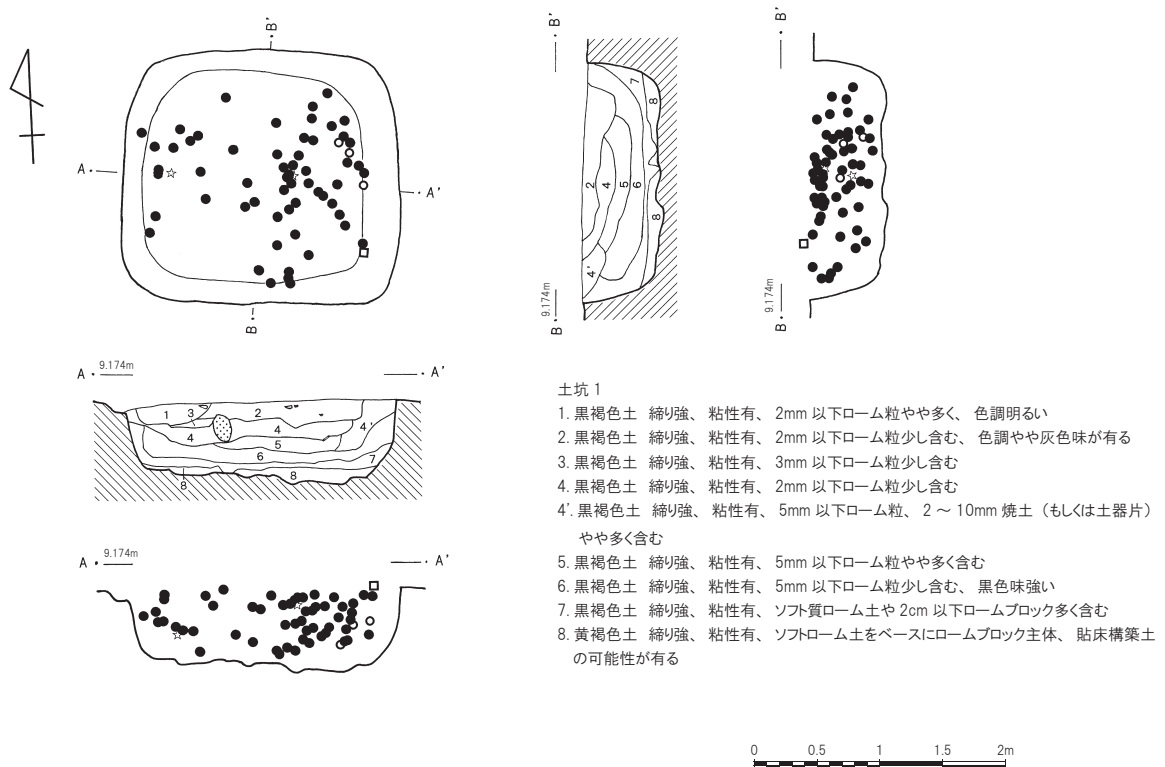 B'
A
A'
B
B'
2
4
5
6
7
8
8
4'
9.174m
B
B'
9.174m
B
A
9.174m
A'
1
3
2
4
4
4'
5
6
7
8
8
A
9.174m
A'
土坑 1
1. 黒褐色土 締り強、 粘性有、 2mm 以下ローム粒やや多く、 色調明るい
2. 黒褐色土 締り強、 粘性有、 2mm 以下ローム粒少し含む、 色調やや灰色味が有る
3. 黒褐色土 締り強、 粘性有、 3mm 以下ローム粒少し含む
4. 黒褐色土 締り強、 粘性有、 2mm 以下ローム粒少し含む
4'. 黒褐色土 締り強、 粘性有、 5mm 以下ローム粒、 2 ～ 10mm 焼土（もしくは土器片）
やや多く含む
5. 黒褐色土 締り強、 粘性有、 5mm 以下ローム粒やや多く含む
6. 黒褐色土 締り強、 粘性有、 5mm 以下ローム粒少し含む、 黒色味強い
7. 黒褐色土 締り強、 粘性有、 ソフト質ローム土や 2cm 以下ロームブロック多く含む
8. 黄褐色土 締り強、 粘性有、 ソフトローム土をベースにロームブロック主体、 貼床構築土
の可能性が有る
0 0.5 1 1.5 2m